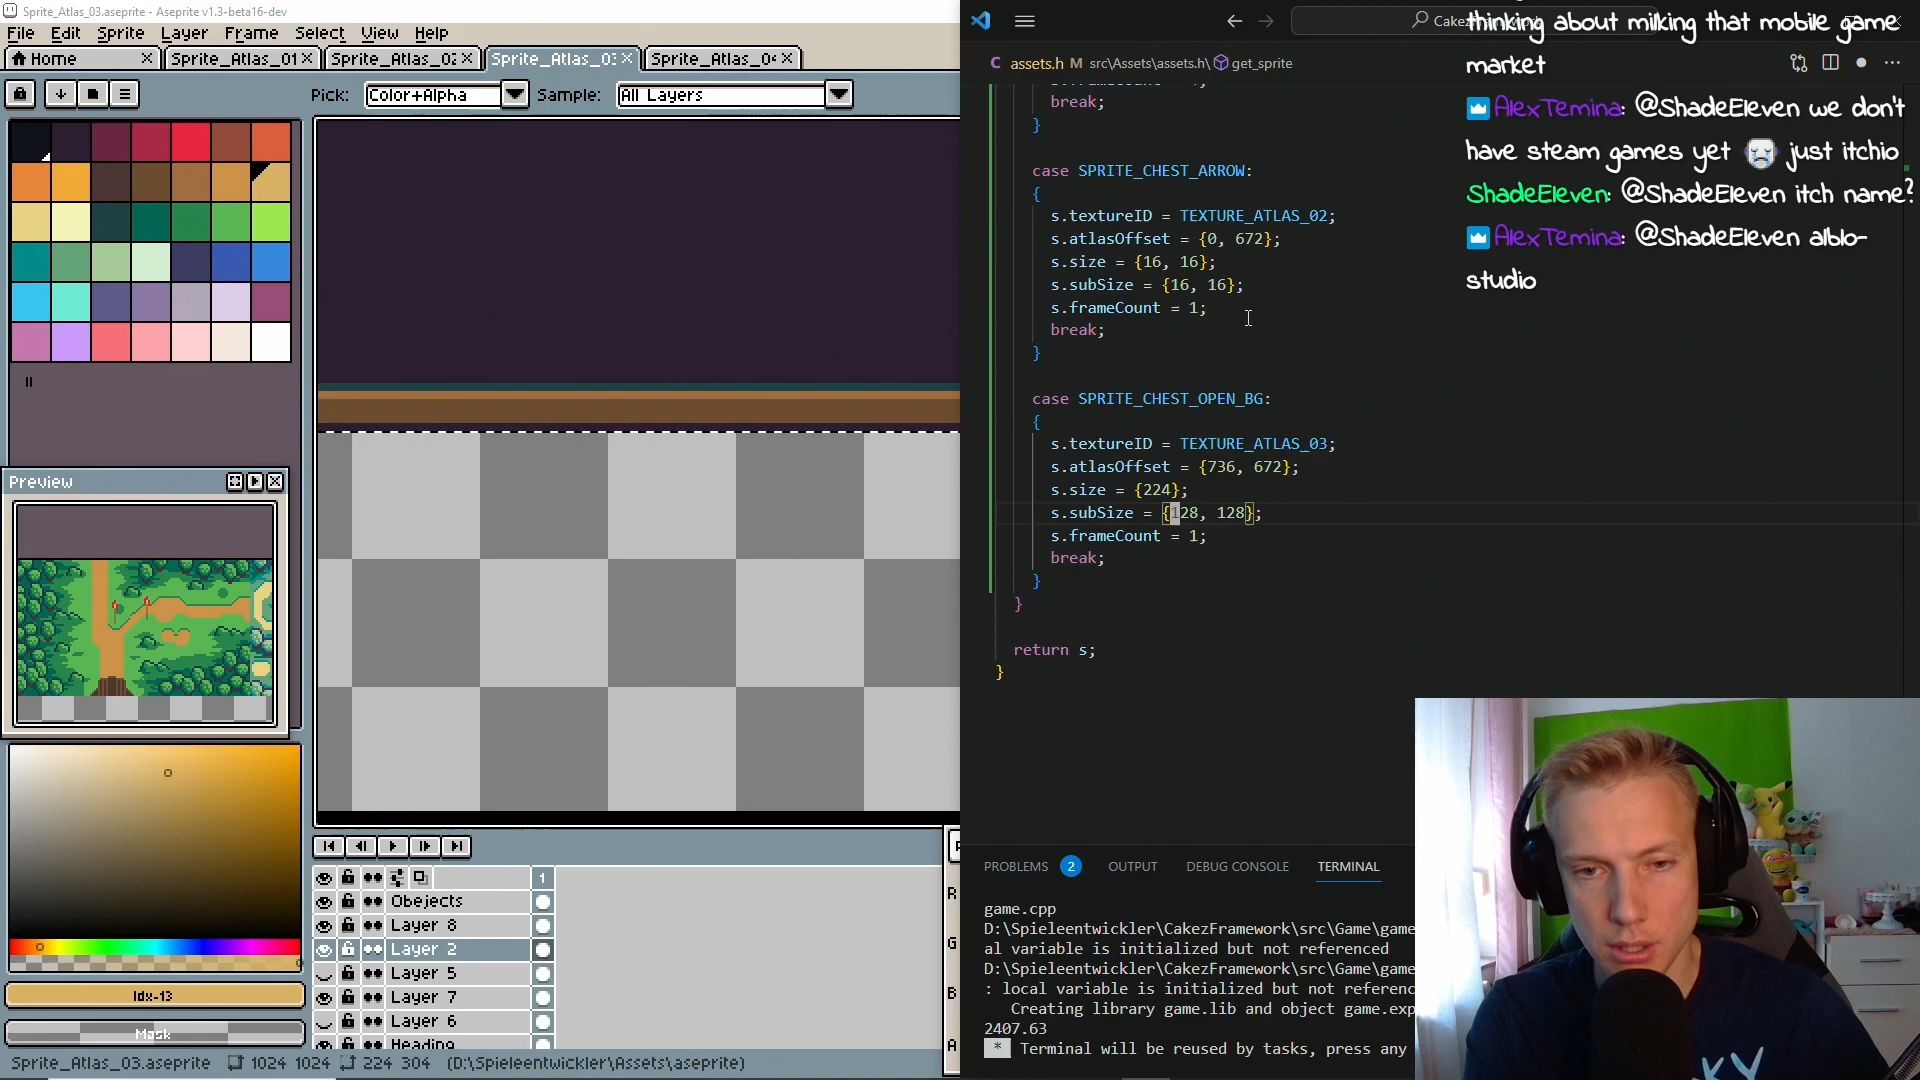 Sprite_Atlas_03.aseprite - Aseprite v1.3-beta16-dev
File Edit Sprite Layer Frame Select View Help
Home Sprite_Atlas_01 Sprite_Atlas_02 Sprite_Atlas_03 Sprite_Atlas_04
Pick: Color+Alpha Sample: All Layers
Preview
Idx-13
Mask
1
Obejects
Layer 8
Layer 2
Layer 5
Layer 7
Layer 6
Heading
R
G
B
A
Sprite_Atlas_03.aseprite 1024 1024 224 304 (D:\Spieleentwickler\Assets\aseprite)
C assets.h M src\Assets\assets.h\ get_sprite
break;
}
case SPRITE_CHEST_ARROW:
{
s.textureID = TEXTURE_ATLAS_02;
s.atlasOffset = {0, 672};
s.size = {16, 16};
s.subSize = {16, 16};
s.frameCount = 1;
break;
}
case SPRITE_CHEST_OPEN_BG:
{
s.textureID = TEXTURE_ATLAS_03;
s.atlasOffset = {736, 672};
s.size = {224};
s.subSize = {128, 128};
s.frameCount = 1;
break;
}
}
return s;
}
thinking about milking that mobile game
market
AlexTemina: @ShadeEleven we don't
have steam games yet just itchio
ShadeEleven: @ShadeEleven itch name?
AlexTemina: @ShadeEleven alblo-
studio
PROBLEMS 2 OUTPUT DEBUG CONSOLE TERMINAL
game.cpp
D:\Spieleentwickler\CakezFramework\src\Game\game
al variable is initialized but not referenced
D:\Spieleentwickler\CakezFramework\src\Game\game
: local variable is initialized but not referenc
Creating library game.lib and object game.exp
2407.63
* Terminal will be reused by tasks, press any